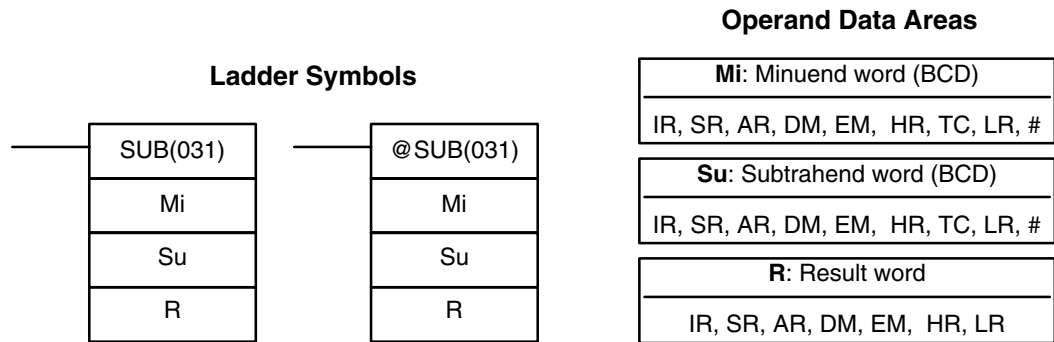 Operand Data Areas
Ladder Symbols
SUB(031)
Mi
Su
R
@SUB(031)
Mi
Su
R
Mi: Minuend word (BCD)
IR, SR, AR, DM, EM, HR, TC, LR, #
Su: Subtrahend word (BCD)
IR, SR, AR, DM, EM, HR, TC, LR, #
R: Result word
IR, SR, AR, DM, EM, HR, LR